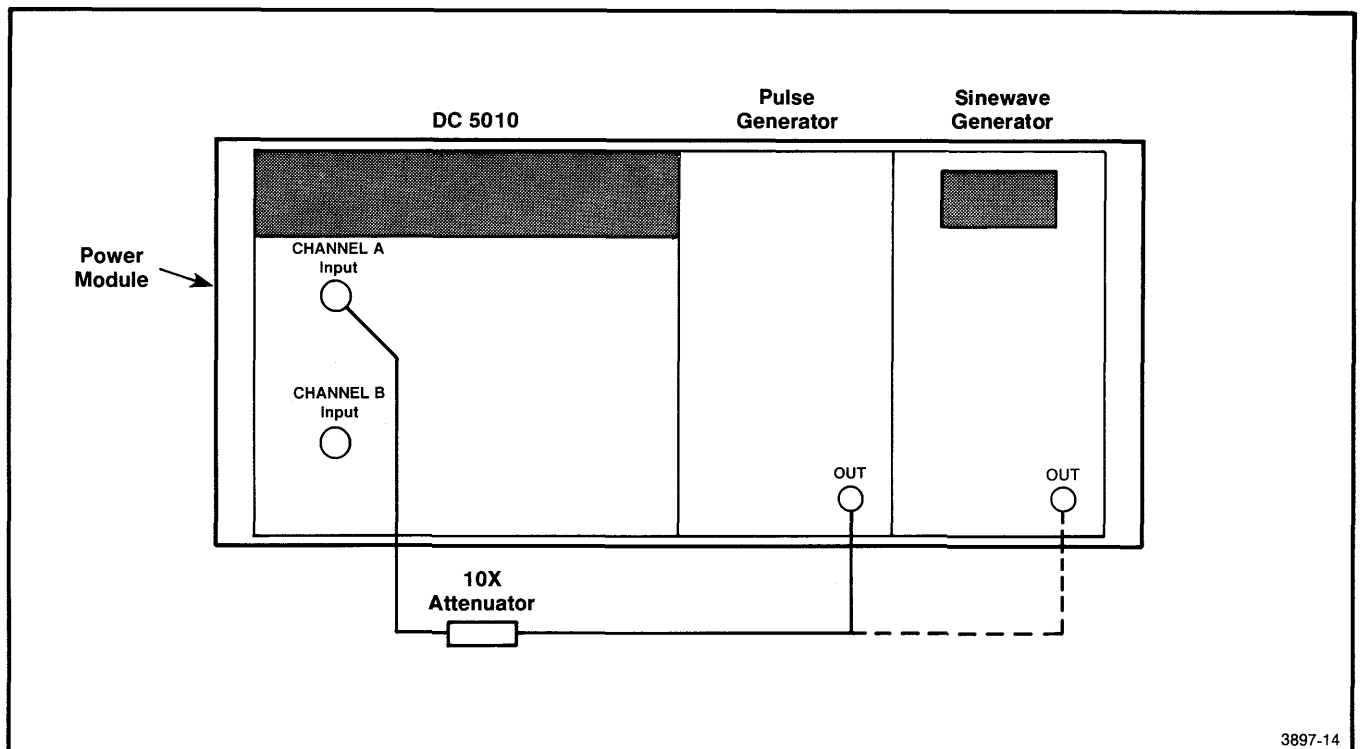 DC 5010
Pulse
Generator
Sinewave
Generator
Power
Module
CHANNEL A
Input
CHANNEL B
Input
OUT
OUT
10X
Attenuator
3897-14